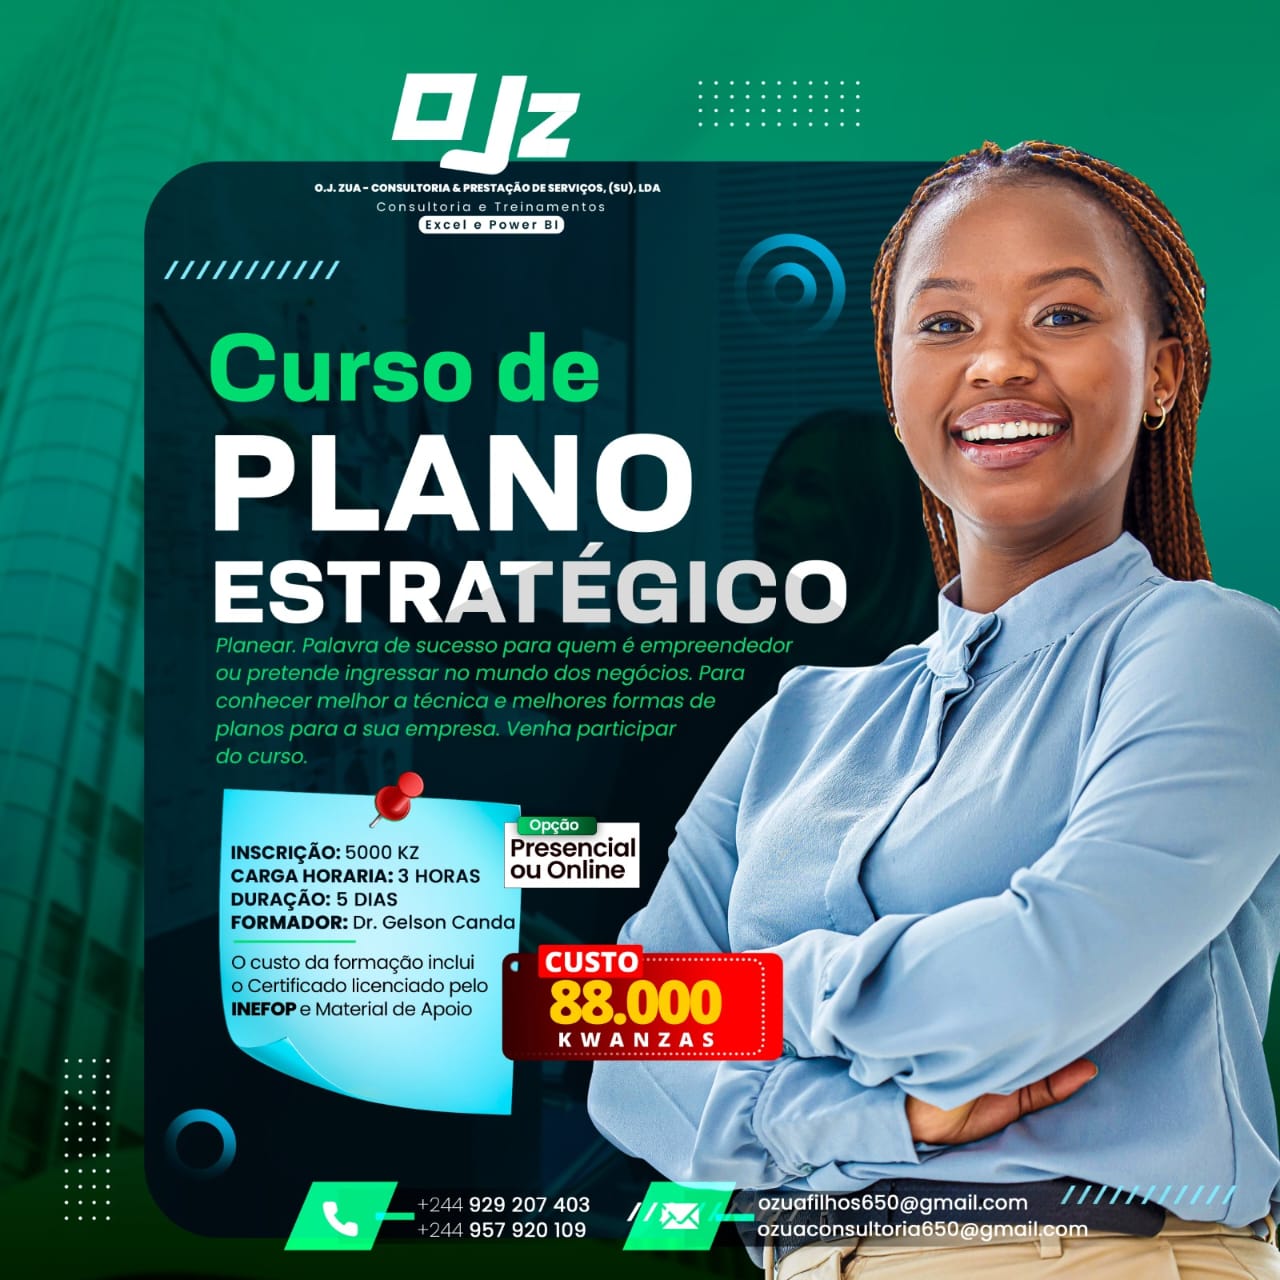 OJZ
O.J. ZUA - CONSULTORIA & PRESTAÇÃO DE SERVIÇOS, (SU), LDA
Consultoria e Treinamentos
Excel e Power BI
Curso de
PLANO
ESTRATÉGICO
Planear. Palavra de sucesso para quem é empreendedor
ou pretende ingressar no mundo dos negócios. Para
conhecer melhor a técnica e melhores formas de
planos para a sua empresa. Venha participar
do curso.
INSCRIÇÃO: 5000 KZ
CARGA HORARIA: 3 HORAS
DURAÇÃO: 5 DIAS
FORMADOR: Dr. Gelson Canda
O custo da formação inclui
o Certificado licenciado pelo
INEFOP e Material de Apoio
Opção
Presencial
ou Online
CUSTO
88.000
KWANZAS
+244 929 207 403
+244 957 920 109
ozuafilhos650@gmail.com
ozuaconsultoria650@gmail.com